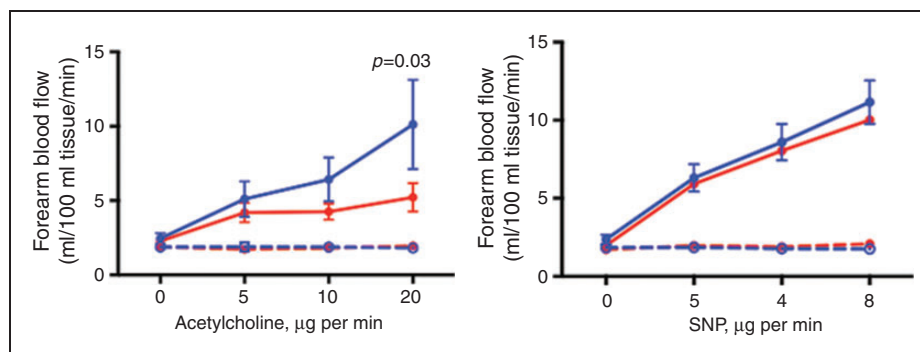 Forearm blood flow
(ml/100 ml tissue/min)
15
10
5
0
p=0.03
0 5 10 20
Acetylcholine, μg per min
Forearm blood flow
(ml/100 ml tissue/min)
15
10
5
0
0 5 4 8
SNP, μg per min